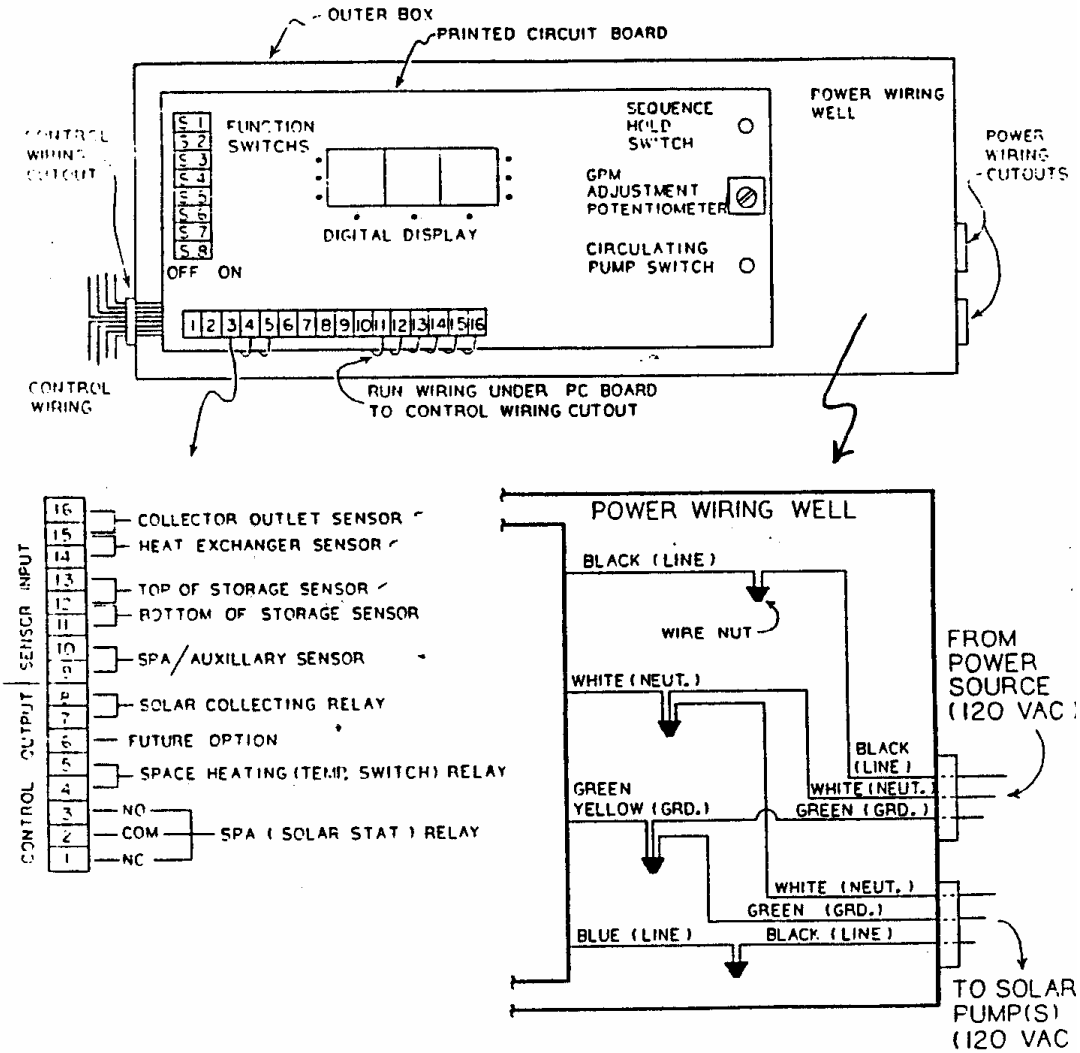 OUTER BOX
PRINTED CIRCUIT BOARD
POWER WIRING
WELL
SEQUENCE
HOLD
SWITCH
S 1
S 2
S 3
S 4
S 5
S 6
S 7
S 8
FUNCTION
SWITCHS
CONTROL
WIRING
CUTOUT
POWER
WIRING
CUTOUTS
GPM
ADJUSTMENT
POTENTIOMETER
DIGITAL DISPLAY
CIRCULATING
PUMP SWITCH
OFF ON
1 2 3 4 5 6 7 8 9 10 11 12 13 14 15 16
CONTROL
WIRING
RUN WIRING UNDER PC BOARD
TO CONTROL WIRING CUTOUT
CONTROL OUTPUT | SENSOR INPUT
16
15
14
13
12
11
10
9
8
7
6
5
4
3
2
1
COLLECTOR OUTLET SENSOR
HEAT EXCHANGER SENSOR
TOP OF STORAGE SENSOR
BOTTOM OF STORAGE SENSOR
SPA/AUXILLARY SENSOR
SOLAR COLLECTING RELAY
FUTURE OPTION
SPACE HEATING (TEMP. SWITCH) RELAY
NO
COM
NC
SPA (SOLAR STAT) RELAY
POWER WIRING WELL
BLACK (LINE)
WIRE NUT
WHITE (NEUT.)
GREEN
YELLOW (GRD.)
BLUE (LINE)
BLACK
(LINE)
WHITE (NEUT.)
GREEN (GRD.)
WHITE (NEUT.)
GREEN (GRD.)
BLACK (LINE)
FROM
POWER
SOURCE
(120 VAC)
TO SOLAR
PUMP(S)
(120 VAC